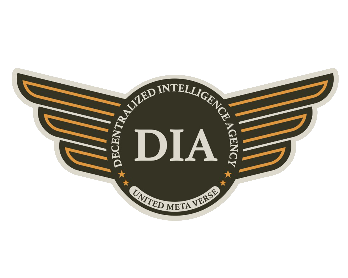 DECENTRALIZED INTELLIGENCE AGENCY
DIA
UNITED META VERSE